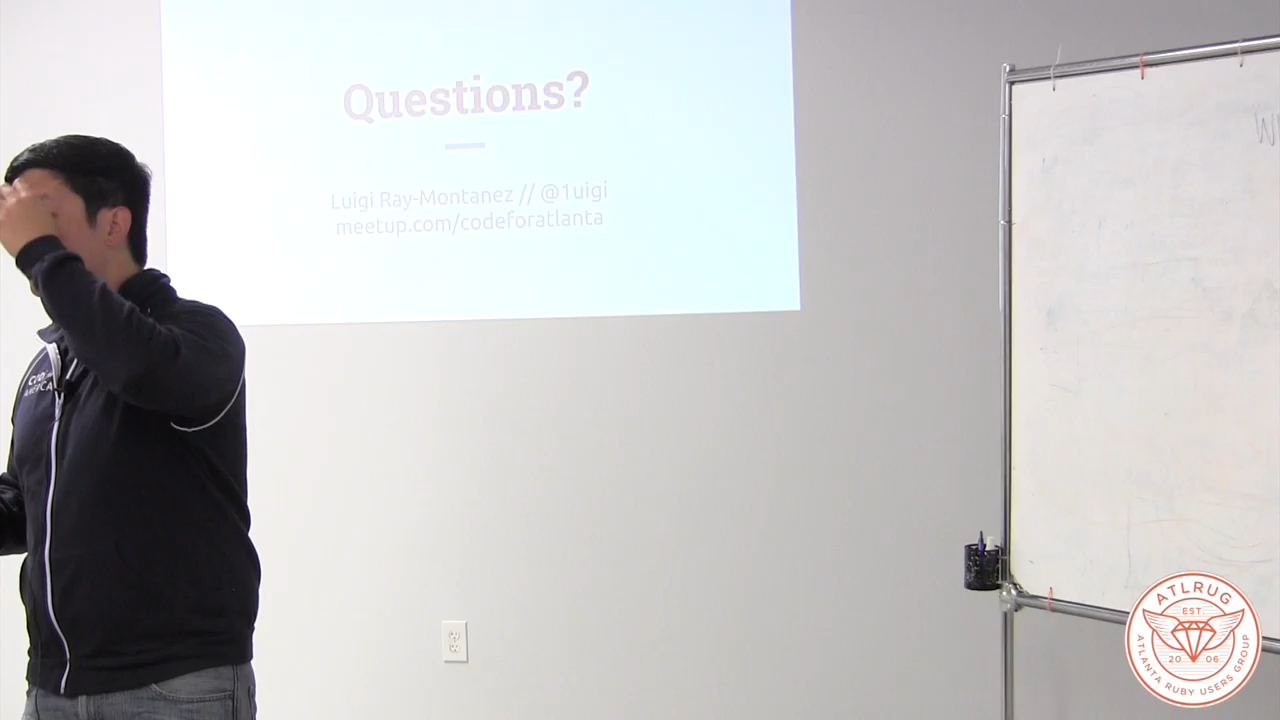 Questions?
Luigi Ray-Montanez // @1uigi
meetup.com/codeforatlanta
ATLRUG
EST.
20 06
ATLANTA RUBY USERS GROUP